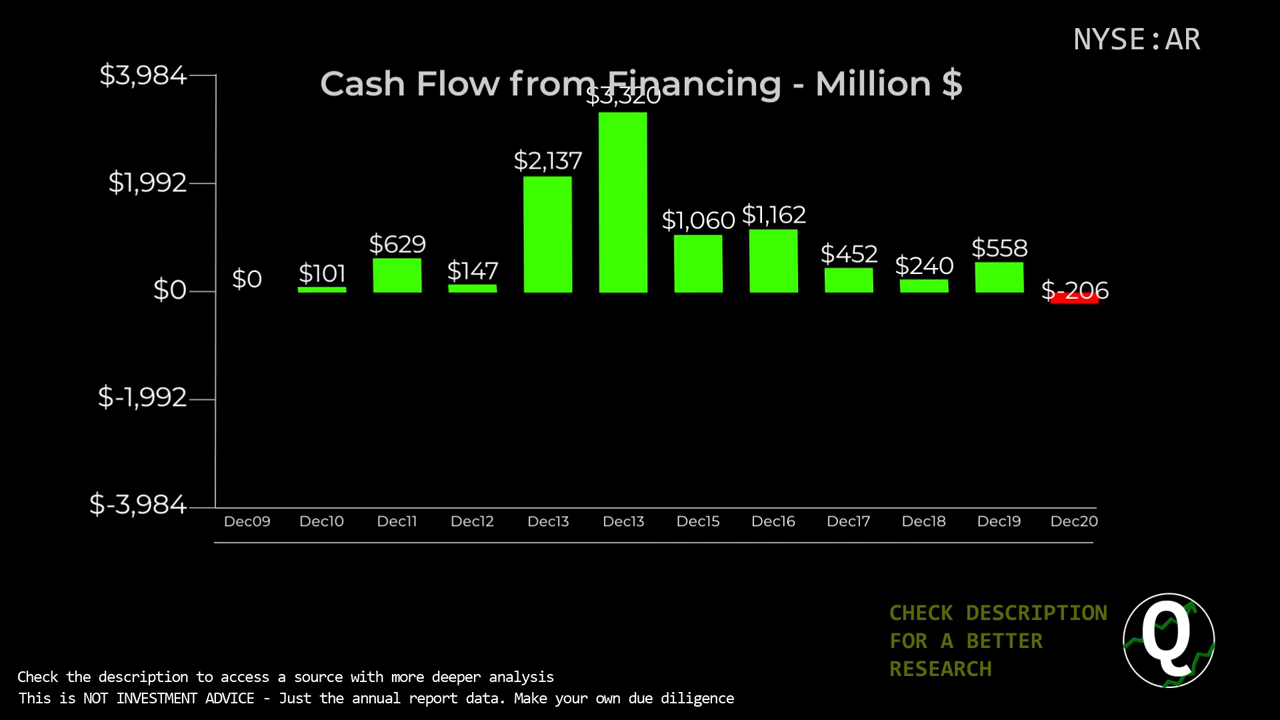 NYSE:AR
Cash Flow from Financing - Million $
$3,984
$1,992
$0
$-1,992
$-3,984
$0
$101
$629
$147
$2,137
$3,320
$1,060
$1,162
$452
$240
$558
$-206
Dec09 Dec10 Dec11 Dec12 Dec13 Dec13 Dec15 Dec16 Dec17 Dec18 Dec19 Dec20
CHECK DESCRIPTION
FOR A BETTER
RESEARCH
Q
Check the description to access a source with more deeper analysis
This is NOT INVESTMENT ADVICE - Just the annual report data. Make your own due diligence